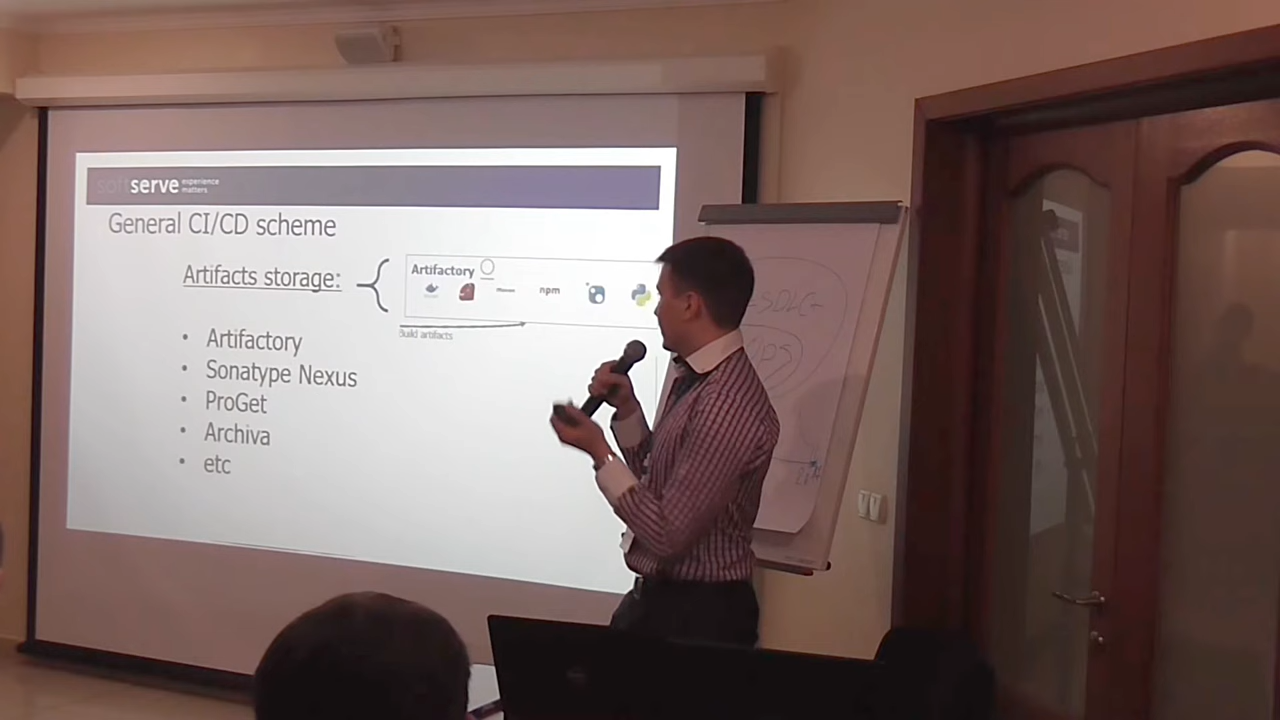 softserve experience matters
General CI/CD scheme
Artifacts storage:
Artifactory
Maven
npm
Build artifacts
• Artifactory
• Sonatype Nexus
• ProGet
• Archiva
• etc